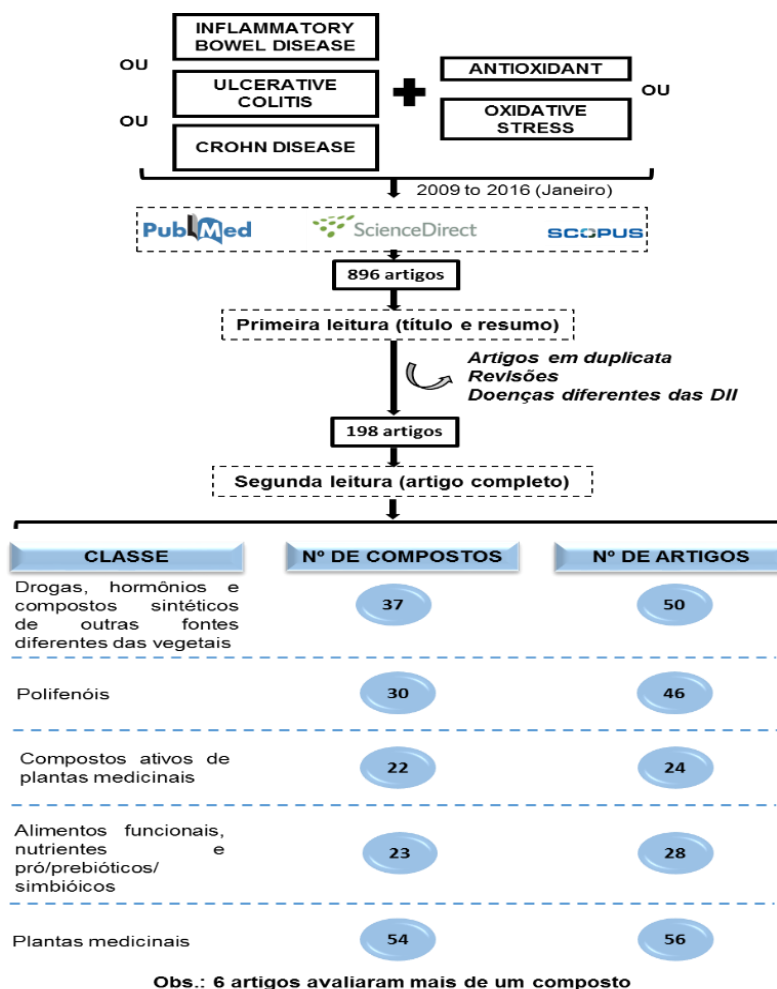 INFLAMMATORY
BOWEL DISEASE
OU
ULCERATIVE
COLITIS
OU
CROHN DISEASE
ANTIOXIDANT
OU
OXIDATIVE
STRESS
2009 to 2016 (Janeiro)
PubMed
ScienceDirect
SCOPUS
896 artigos
Primeira leitura (título e resumo)
Artigos em duplicata
Revisões
Doenças diferentes das DII
198 artigos
Segunda leitura (artigo completo)
CLASSE Nº DE COMPOSTOS Nº DE ARTIGOS
Drogas, hormônios e
compostos sintéticos
de outras fontes
diferentes das vegetais
37 50
Polifenóis 30 46
Compostos ativos de
plantas medicinais
22 24
Alimentos funcionais,
nutrientes e
pró/prebióticos/
simbióicos
23 28
Plantas medicinais 54 56
Obs.: 6 artigos avaliaram mais de um composto